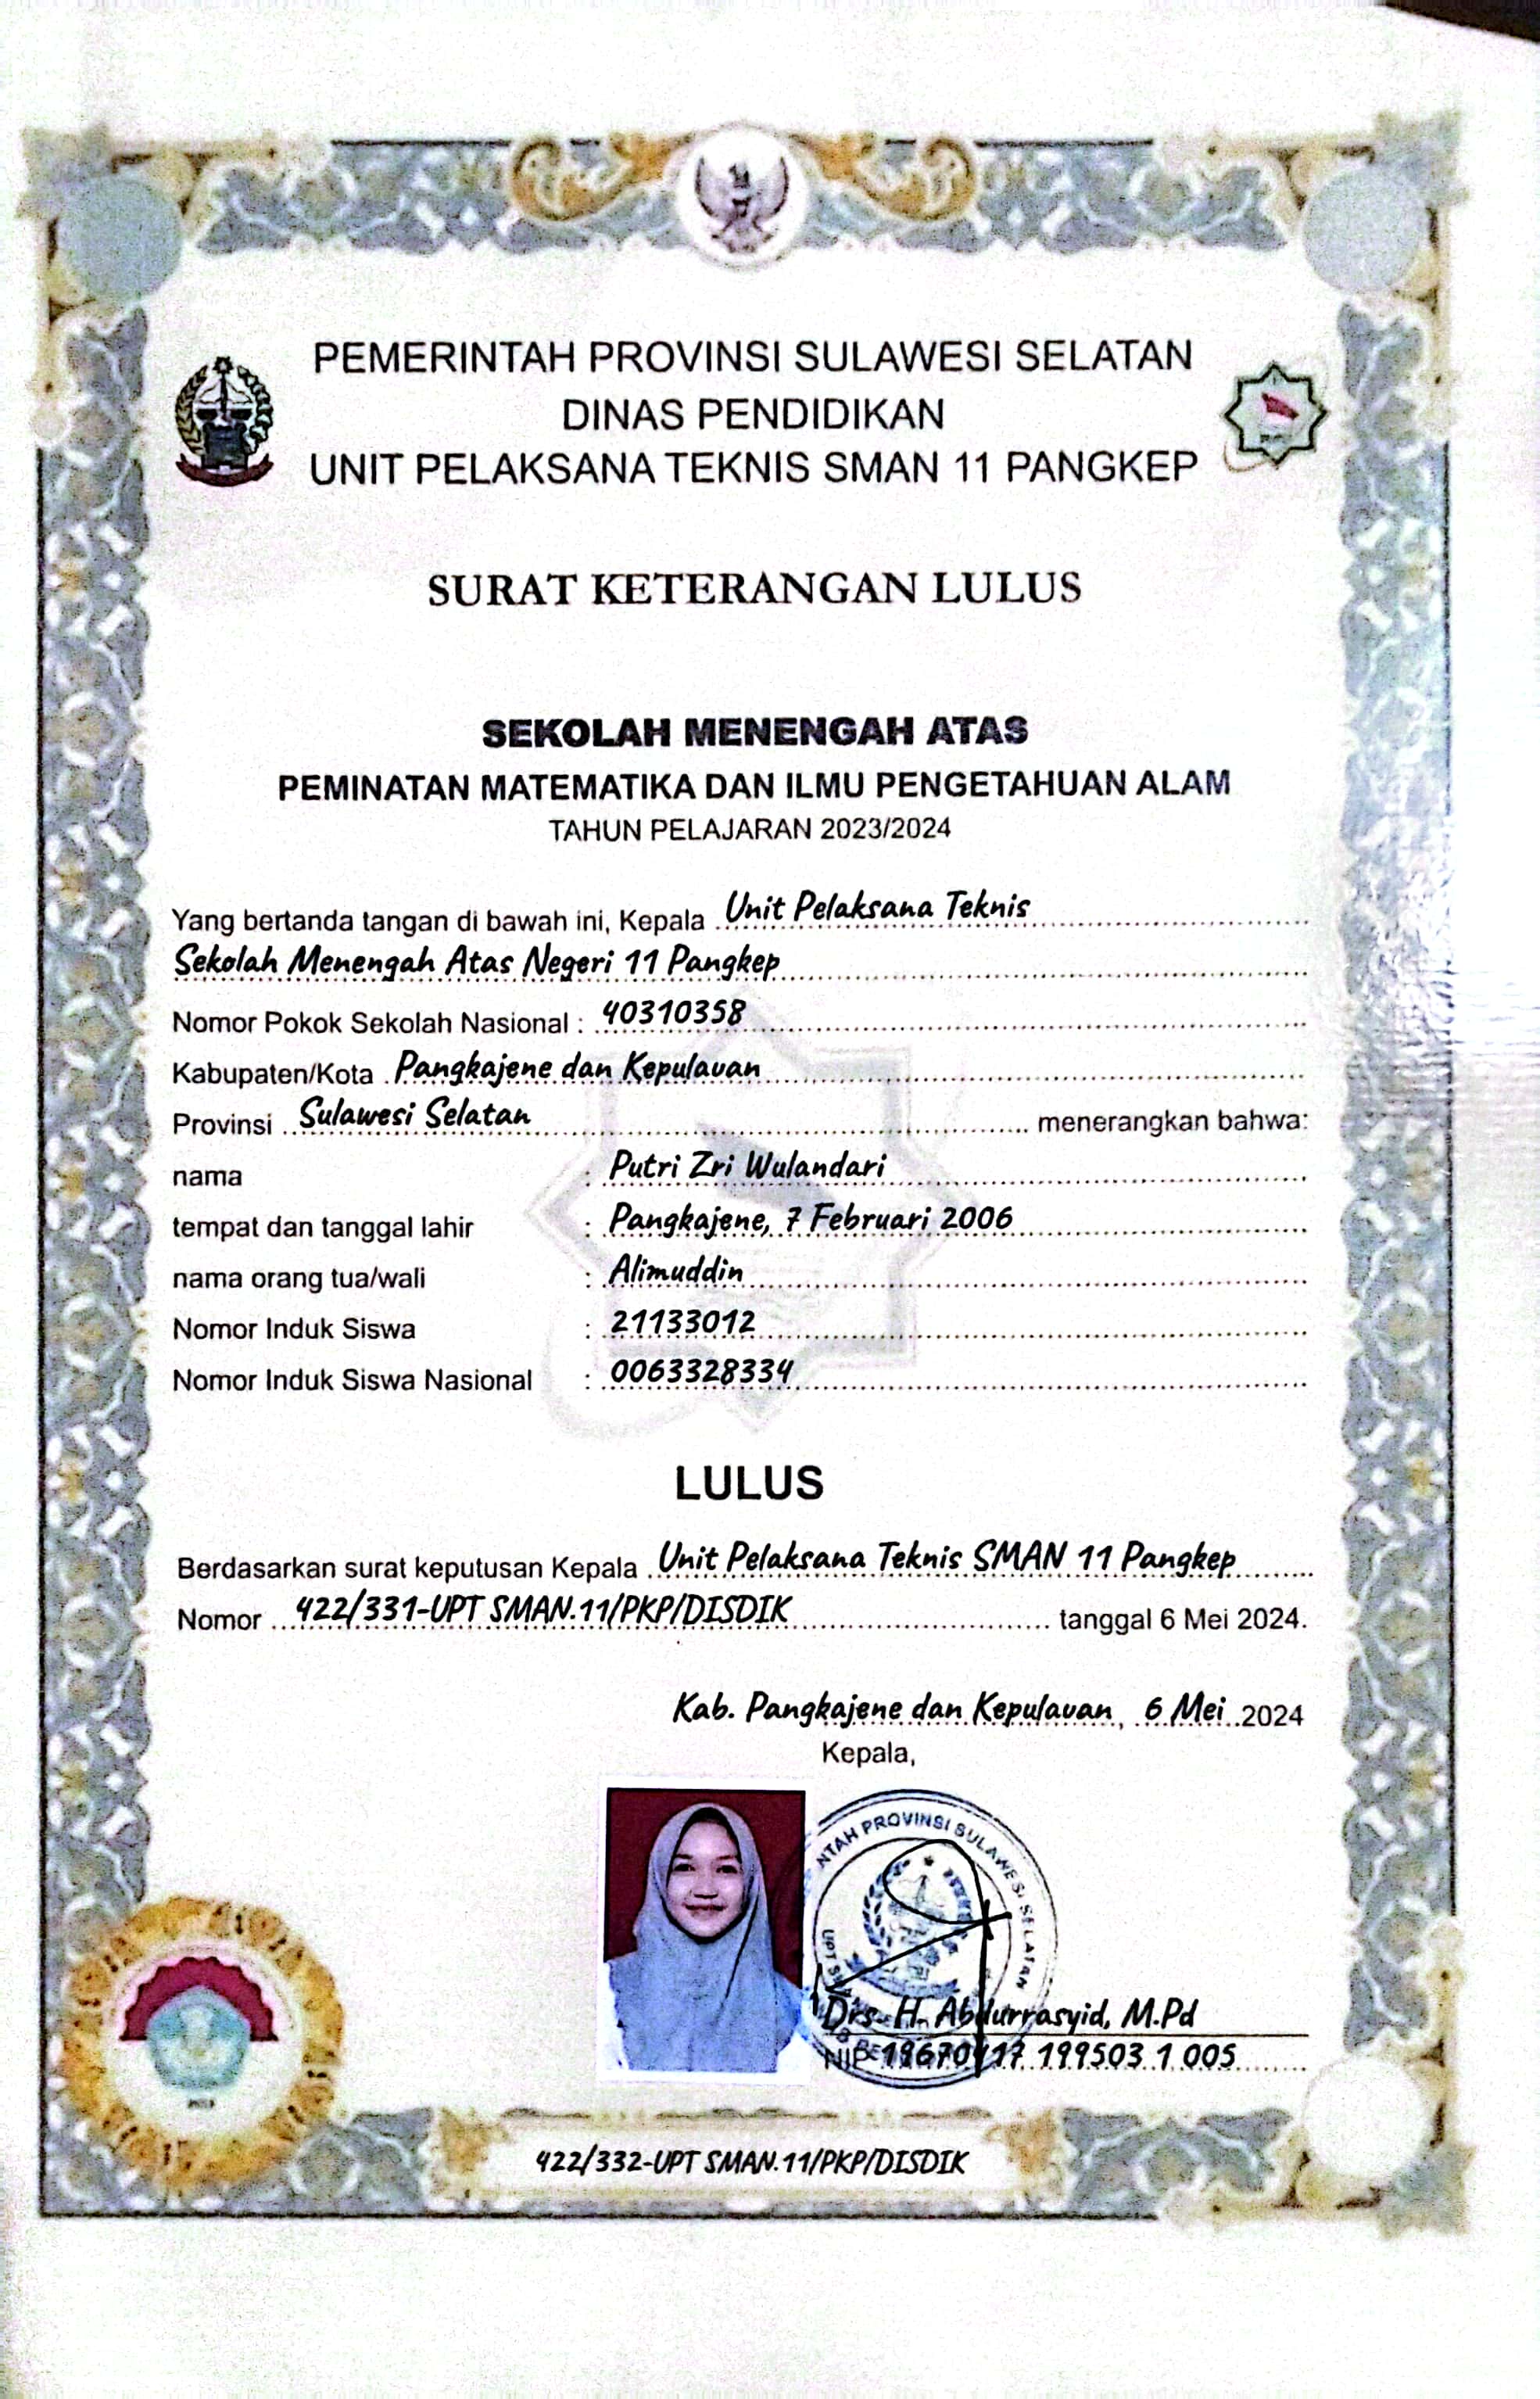 PEMERINTAH PROVINSI SULAWESI SELATAN
DINAS PENDIDIKAN
UNIT PELAKSANA TEKNIS SMAN 11 PANGKEP
SURAT KETERANGAN LULUS
SEKOLAH MENENGAH ATAS
PEMINATAN MATEMATIKA DAN ILMU PENGETAHUAN ALAM
TAHUN PELAJARAN 2023/2024
Yang bertanda tangan di bawah ini, Kepala Unit Pelaksana Teknis
Sekolah Menengah Atas Negeri 11 Pangkep
Nomor Pokok Sekolah Nasional : 40310358
Kabupaten/Kota Pangkajene dan Kepulauan
Provinsi Sulawesi Selatan menerangkan bahwa:
nama : Putri Zri Wulandari
tempat dan tanggal lahir : Pangkajene, 7 Februari 2006
nama orang tua/wali : Alimuddin
Nomor Induk Siswa : 21133012
Nomor Induk Siswa Nasional : 0063328334
LULUS
Berdasarkan surat keputusan Kepala Unit Pelaksana Teknis SMAN 11 Pangkep
Nomor 422/331-UPT SMAN.11/PKP/DISDIK tanggal 6 Mei 2024.
Kab. Pangkajene dan Kepulauan, 6 Mei 2024
Kepala,
NTAH PROVINSI SULAWESI SELATAN
Drs. H. Abdurrasyid, M.Pd
NIP 19670417 199503 1 005
422/332-UPT SMAN.11/PKP/DISDIK